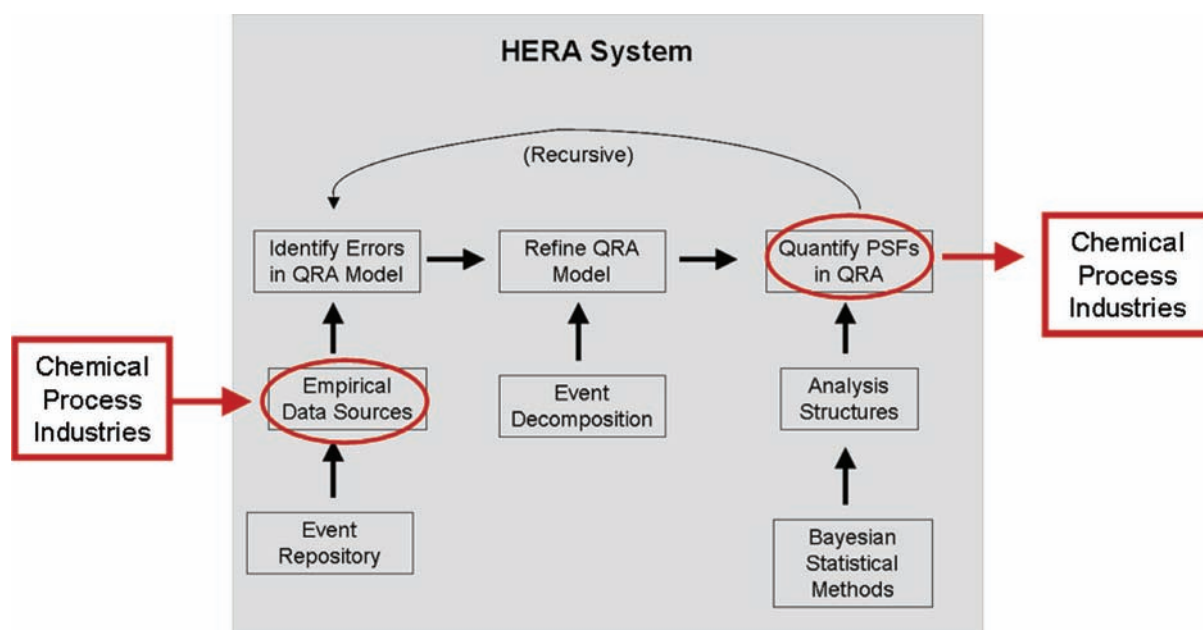 HERA System
(Recursive)
Identify Errors
in QRA Model
Refine QRA
Model
Quantify PSFs
in QRA
Chemical
Process
Industries
Chemical
Process
Industries
Empirical
Data Sources
Event
Decomposition
Analysis
Structures
Event
Repository
Bayesian
Statistical
Methods